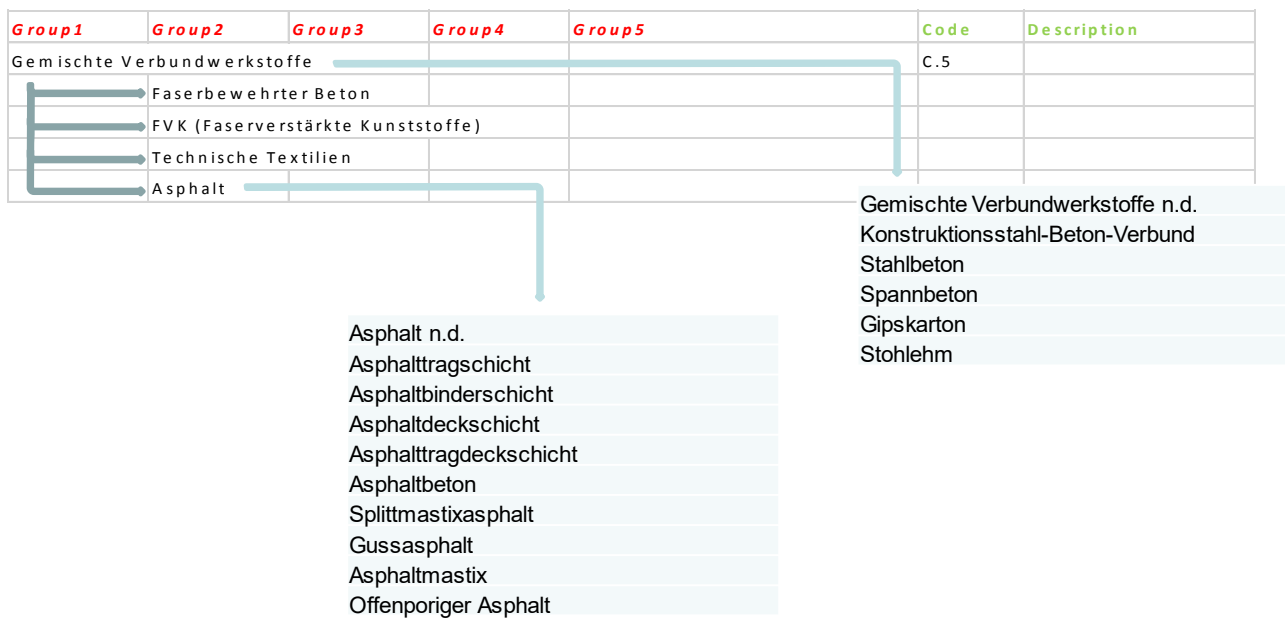 Group1 Group2 Group3 Group4 Group5 Code Description
Gemischte Verbundwerkstoffe C.5
Faserbewehrter Beton
FVK (Faserverstärkte Kunststoffe)
Technische Textilien
Asphalt
Gemischte Verbundwerkstoffe n.d.
Konstruktionsstahl-Beton-Verbund
Stahlbeton
Spannbeton
Gipskarton
Stohlehm
Asphalt n.d.
Asphalttragschicht
Asphaltbinderschicht
Asphaltdeckschicht
Asphalttragdeckschicht
Asphaltbeton
Splittmastixasphalt
Gussasphalt
Asphaltmastix
Offenporiger Asphalt